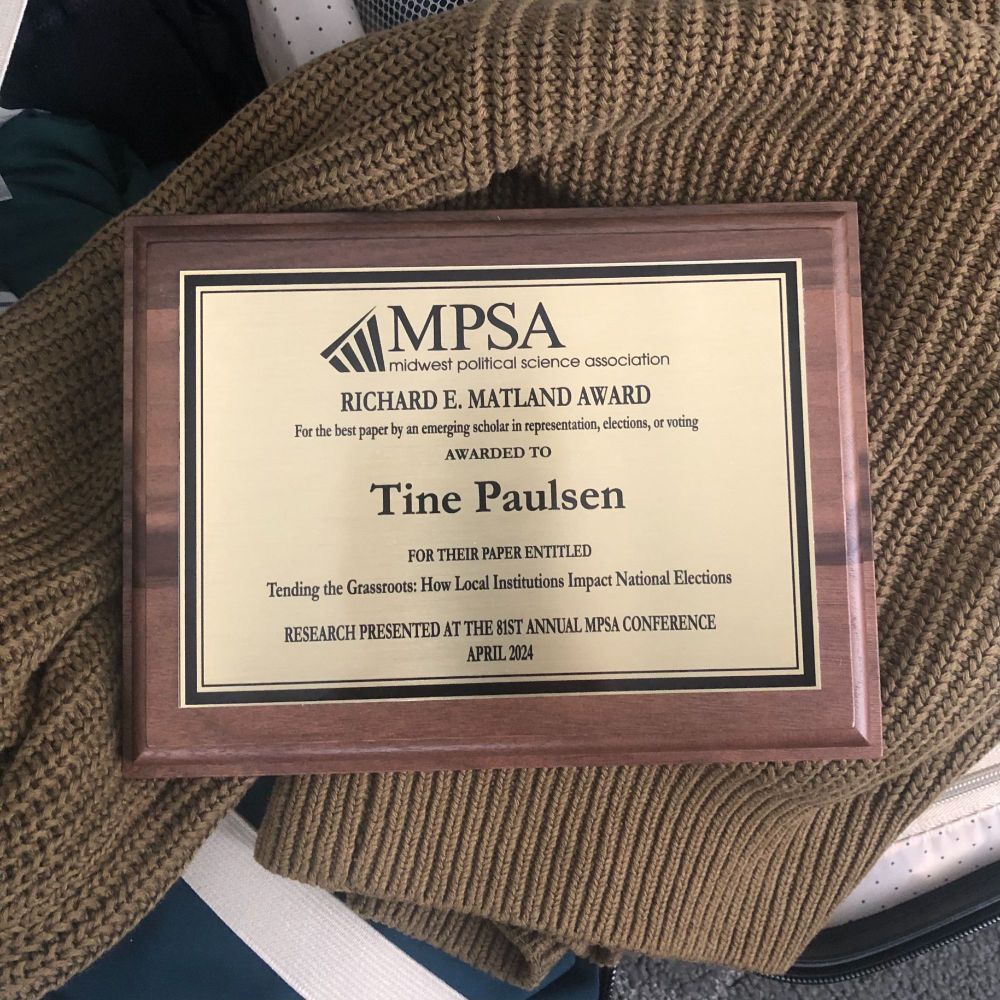 MPSA
midwest political science association
RICHARD E. MATLAND AWARD
For the best paper by an emerging scholar in representation, elections, or voting
AWARDED TO
Tine Paulsen
FOR THEIR PAPER ENTITLED
Tending the Grassroots: How Local Institutions Impact National Elections
RESEARCH PRESENTED AT THE 81ST ANNUAL MPSA CONFERENCE
APRIL 2024